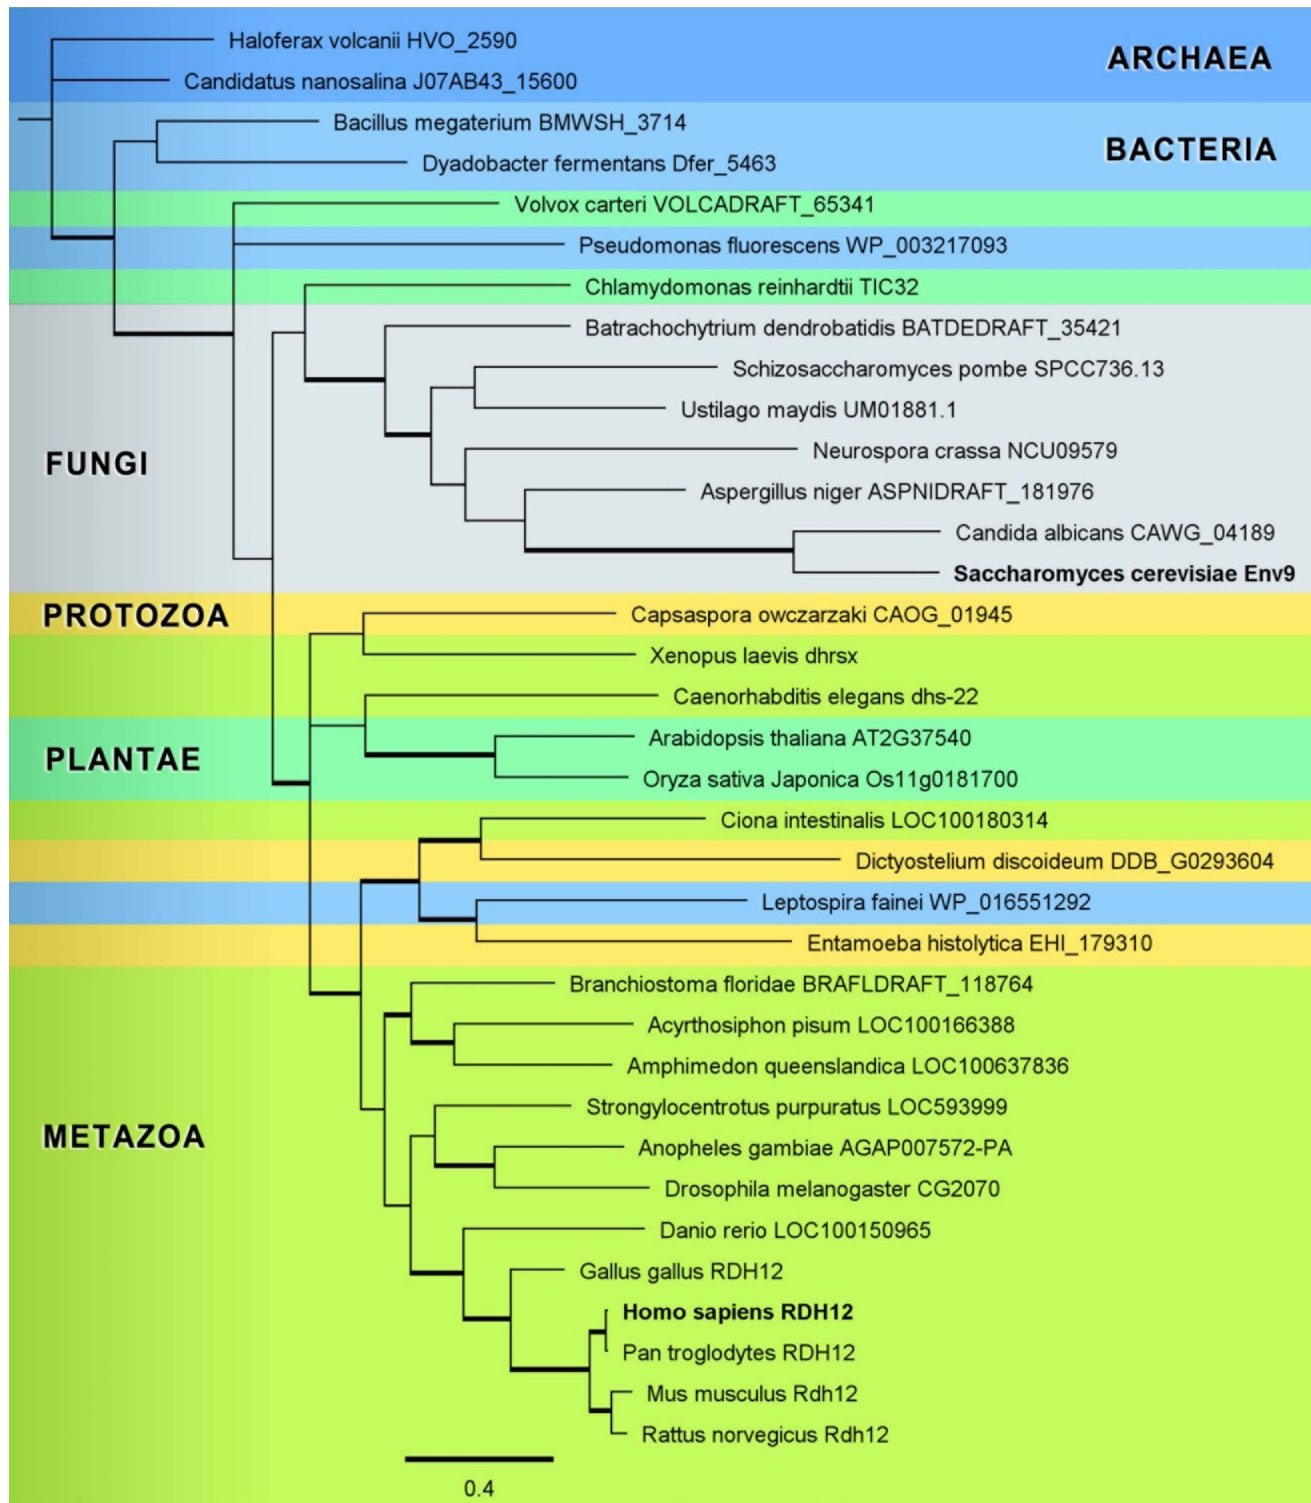 Haloferax volcanii HVO_2590
ARCHAEA
Candidatus nanosalina J07AB43_15600
Bacillus megaterium BMWSH_3714
BACTERIA
Dyadobacter fermentans Dfer_5463
Volvox carteri VOLCADRAFT_65341
Pseudomonas fluorescens WP_003217093
Chlamydomonas reinhardtii TIC32
Batrachochytrium dendrobatidis BATDEDRAFT_35421
Schizosaccharomyces pombe SPCC736.13
Ustilago maydis UM01881.1
Neurospora crassa NCU09579
FUNGI
Aspergillus niger ASPNIDRAFT_181976
Candida albicans CAWG_04189
Saccharomyces cerevisiae Env9
PROTOZOA
Capsaspora owczarzaki CAOG_01945
Xenopus laevis dhrsx
Caenorhabditis elegans dhs-22
Arabidopsis thaliana AT2G37540
PLANTAE
Oryza sativa Japonica Os11g0181700
Ciona intestinalis LOC100180314
Dictyostelium discoideum DDB_G0293604
Leptospira fainei WP_016551292
Entamoeba histolytica EHI_179310
Branchiostoma floridae BRAFLDRAFT_118764
Acyrthosiphon pisum LOC100166388
Amphimedon queenslandica LOC100637836
Strongylocentrotus purpuratus LOC593999
METAZOA
Anopheles gambiae AGAP007572-PA
Drosophila melanogaster CG2070
Danio rerio LOC100150965
Gallus gallus RDH12
Homo sapiens RDH12
Pan troglodytes RDH12
Mus musculus Rdh12
Rattus norvegicus Rdh12
0.4